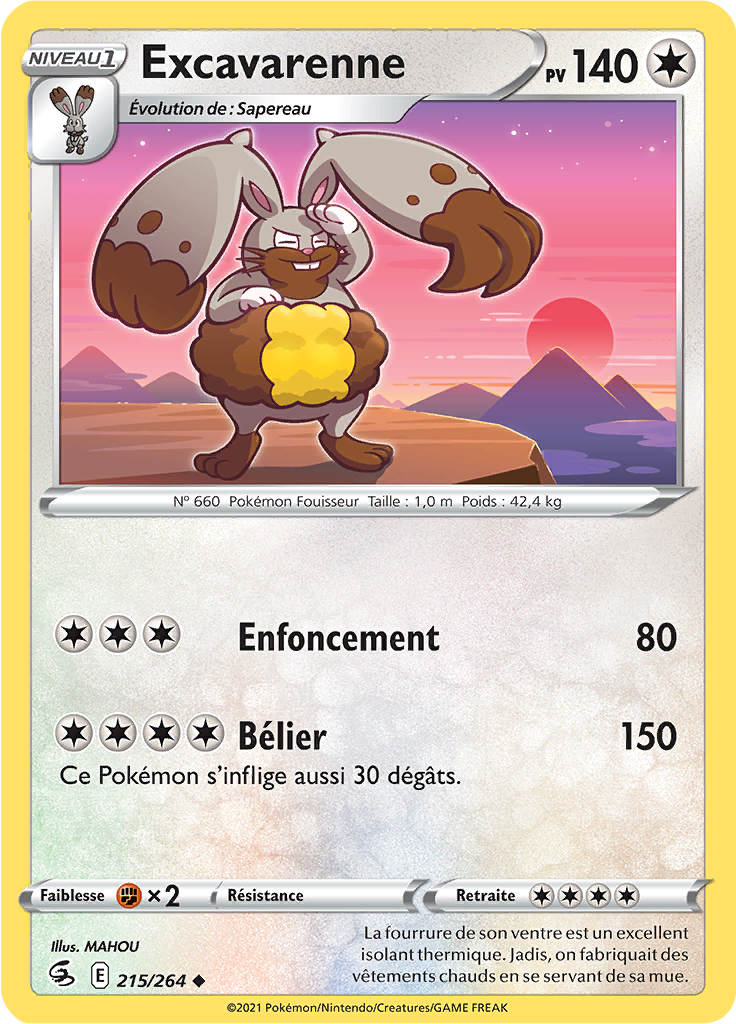 NIVEAU 1
Excavarenne
PV 140
Évolution de : Sapereau
Nº 660 Pokémon Fouisseur Taille : 1,0 m Poids : 42,4 kg
Enfoncement 80
Bélier 150
Ce Pokémon s’inflige aussi 30 dégâts.
Faiblesse ×2 Résistance Retraite
Illus. MAHOU
La fourrure de son ventre est un excellent
isolant thermique. Jadis, on fabriquait des
vêtements chauds en se servant de sa mue.
E 215/264
©2021 Pokémon/Nintendo/Creatures/GAME FREAK